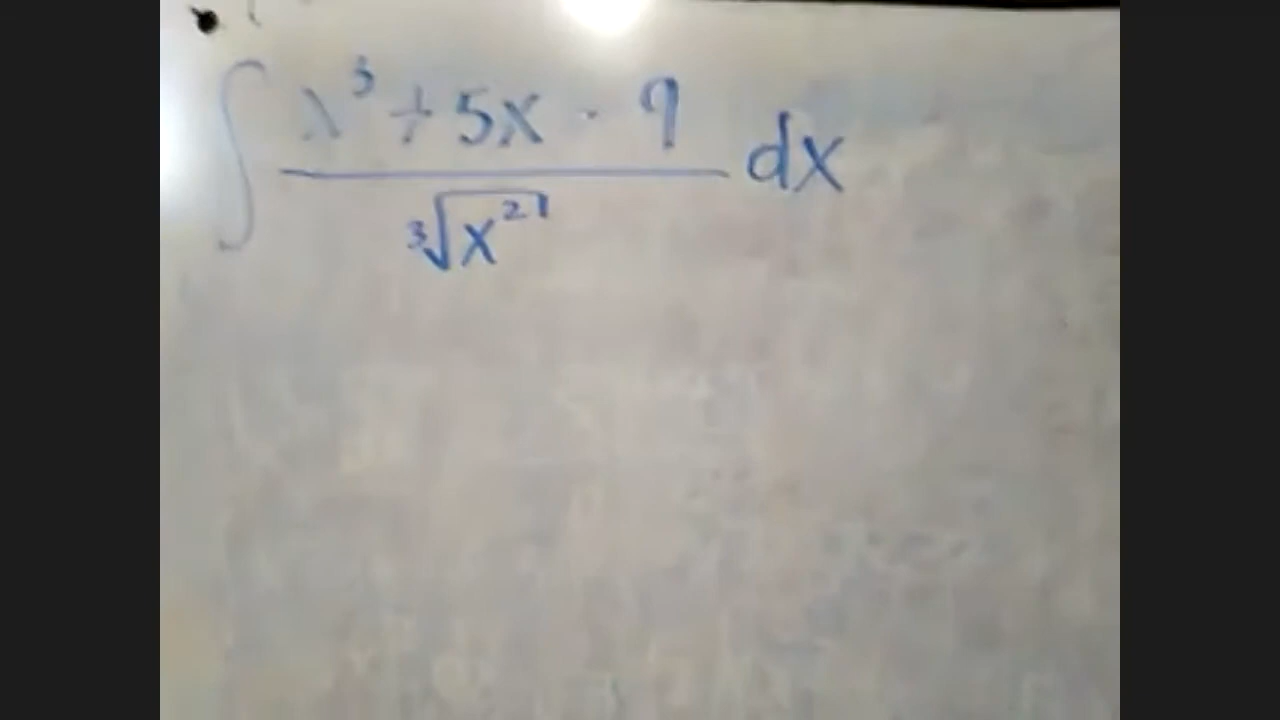 ∫ (x³ + 5x - 9) / ∛(x²) dx